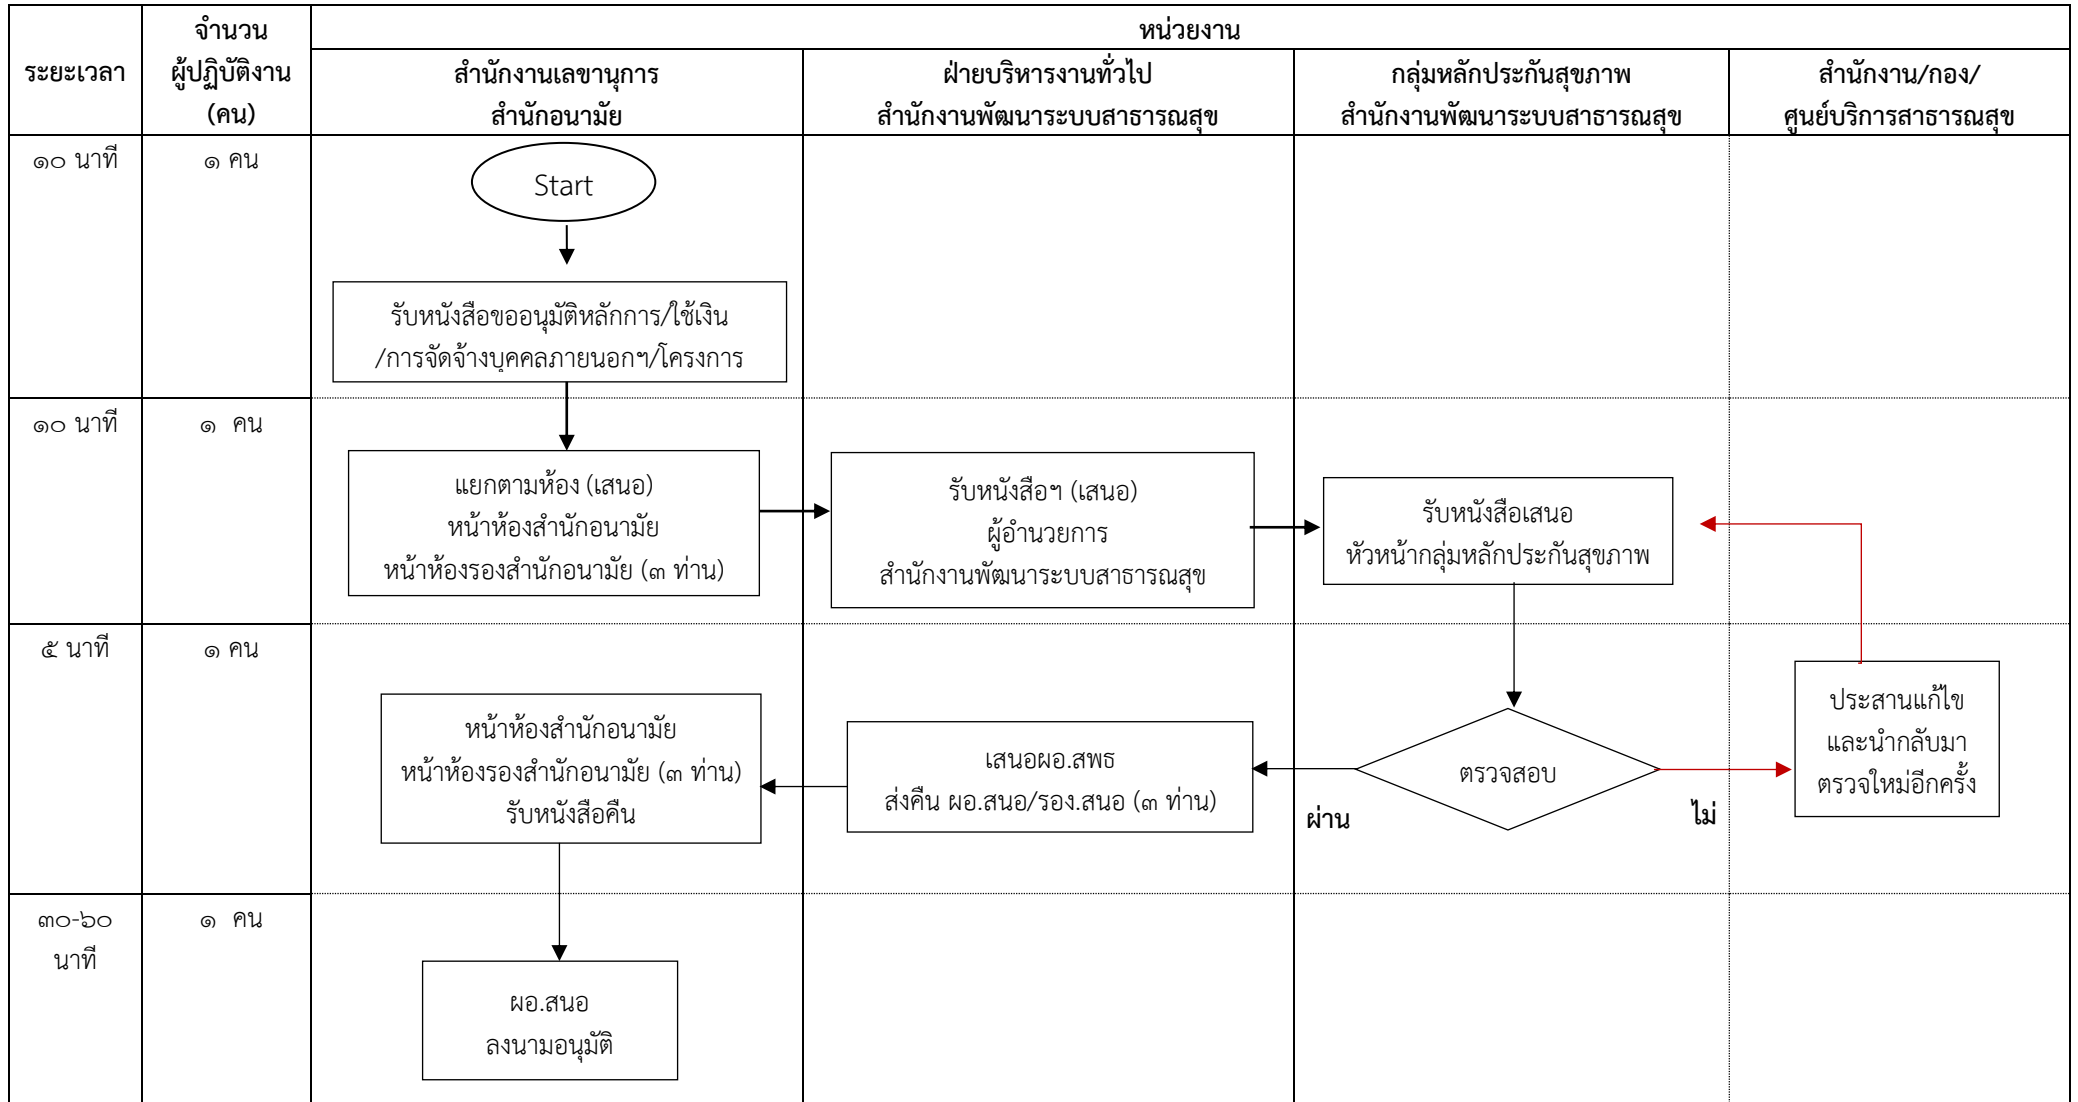 ระยะเวลา
จำนวน
ผู้ปฏิบัติงาน
(คน)
หน่วยงาน
สำนักงานเลขานุการ
สำนักอนามัย
ฝ่ายบริหารงานทั่วไป
สำนักงานพัฒนาระบบสาธารณสุข
กลุ่มหลักประกันสุขภาพ
สำนักงานพัฒนาระบบสาธารณสุข
สำนักงาน/กอง/
ศูนย์บริการสาธารณสุข
๑๐ นาที
๑ คน
Start
รับหนังสือขออนุมัติหลักการ/ใช้เงิน
/การจัดจ้างบุคคลภายนอกฯ/โครงการ
๑๐ นาที
๑ คน
แยกตามห้อง (เสนอ)
หน้าห้องสำนักอนามัย
หน้าห้องรองสำนักอนามัย (๓ ท่าน)
รับหนังสือฯ (เสนอ)
ผู้อำนวยการ
สำนักงานพัฒนาระบบสาธารณสุข
รับหนังสือเสนอ
หัวหน้ากลุ่มหลักประกันสุขภาพ
๕ นาที
๑ คน
หน้าห้องสำนักอนามัย
หน้าห้องรองสำนักอนามัย (๓ ท่าน)
รับหนังสือคืน
เสนอผอ.สพธ
ส่งคืน ผอ.สนอ/รอง.สนอ (๓ ท่าน)
ผ่าน
ตรวจสอบ
ไม่
ประสานแก้ไข
และนำกลับมา
ตรวจใหม่อีกครั้ง
๓๐-๖๐
นาที
๑ คน
ผอ.สนอ
ลงนามอนุมัติ